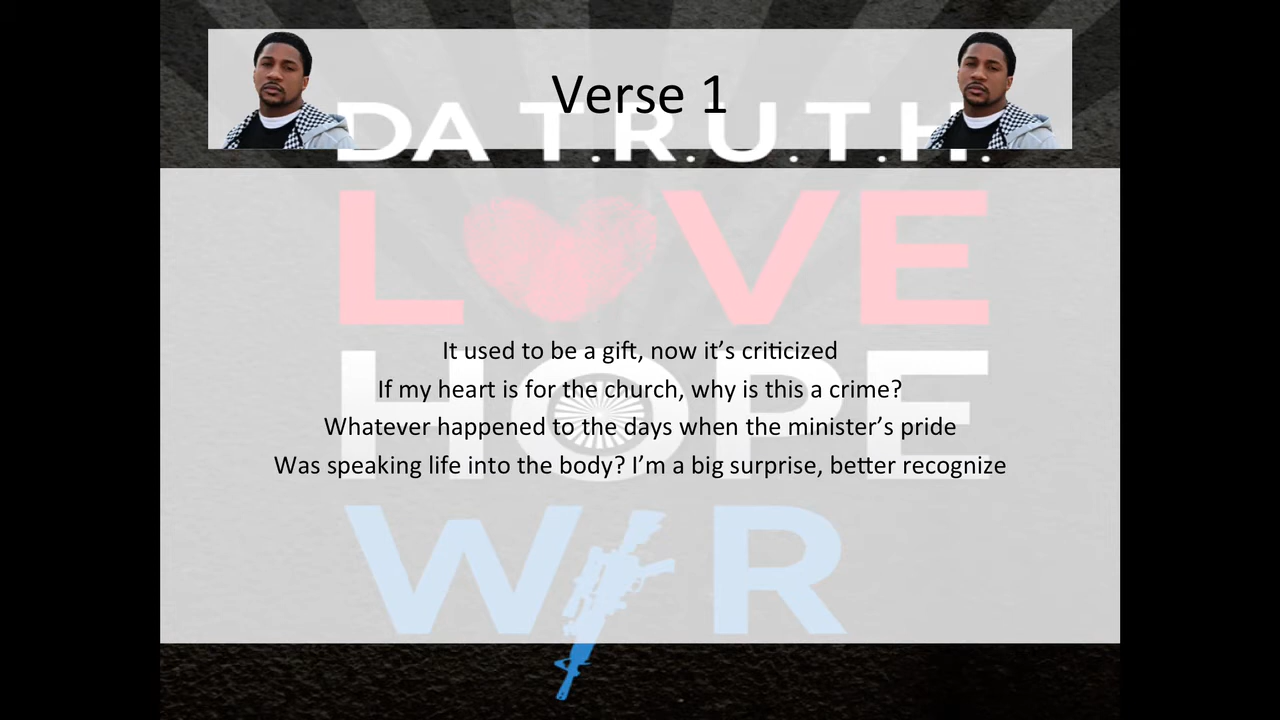 Verse 1
DA T.R.U.T.H.
LOVE
It used to be a gift, now it’s criticized
HOPE
If my heart is for the church, why is this a crime?
Whatever happened to the days when the minister’s pride
Was speaking life into the body? I’m a big surprise, better recognize
WAR